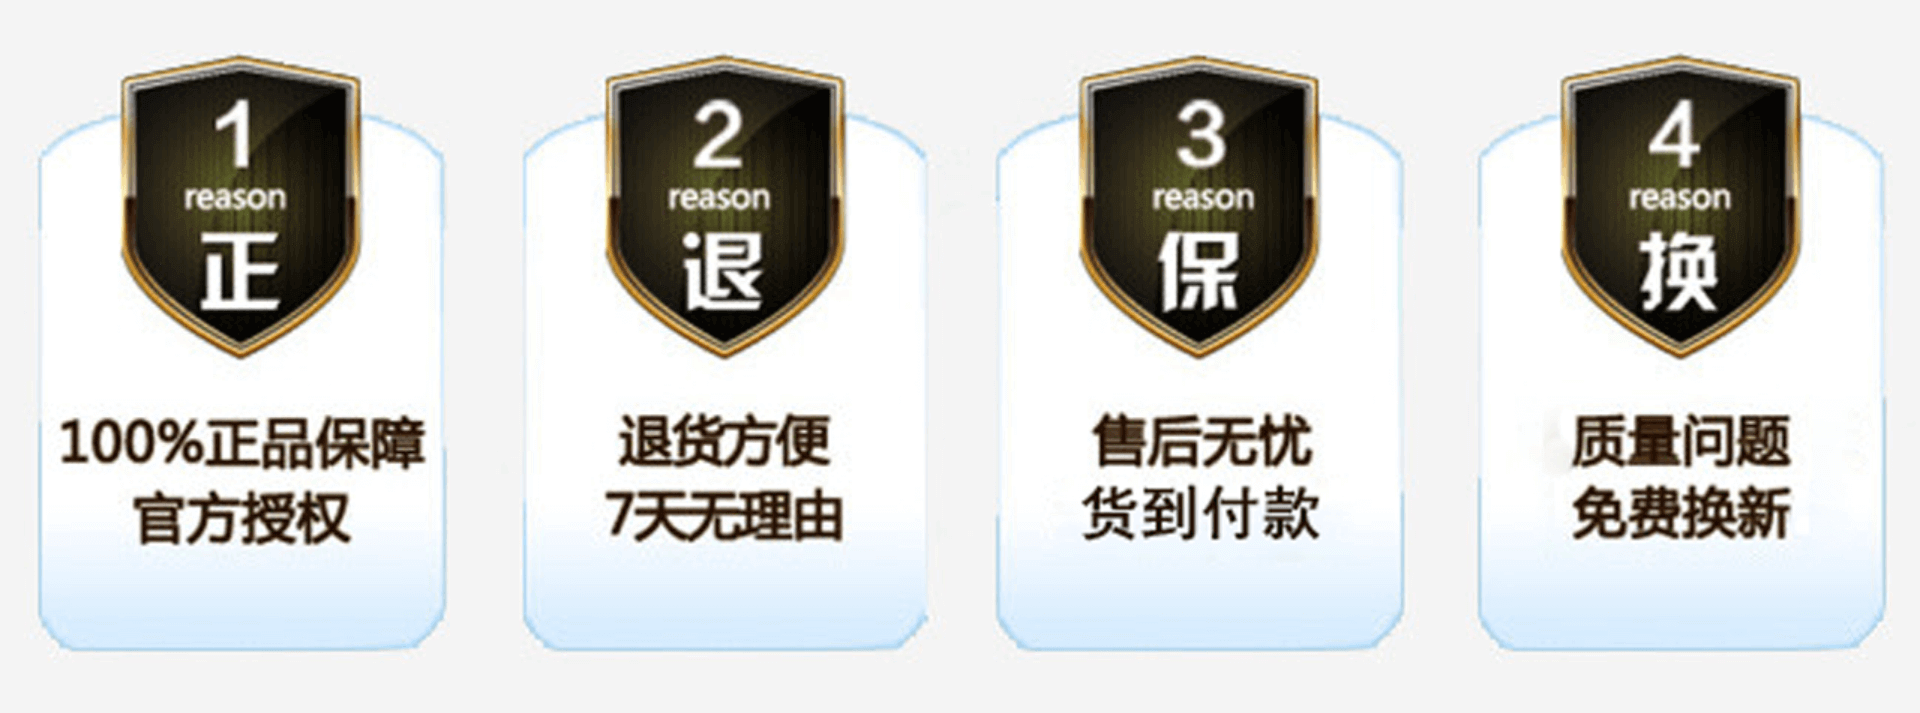 1
reason
正
100%正品保障
官方授权
2
reason
退
退货方便
7天无理由
3
reason
保
售后无忧
货到付款
4
reason
换
质量问题
免费换新